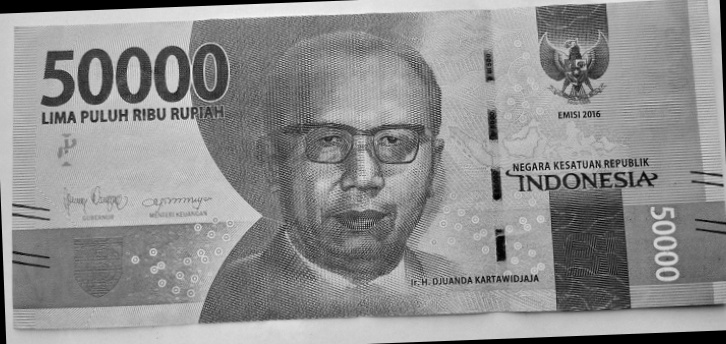 50000
LIMA PULUH RIBU RUPIAH
EMISI 2016
NEGARA KESATUAN REPUBLIK
INDONESIA
GUBERNUR
MENTERI KEUANGAN
Ir. H. DJUANDA KARTAWIDJAJA
50000